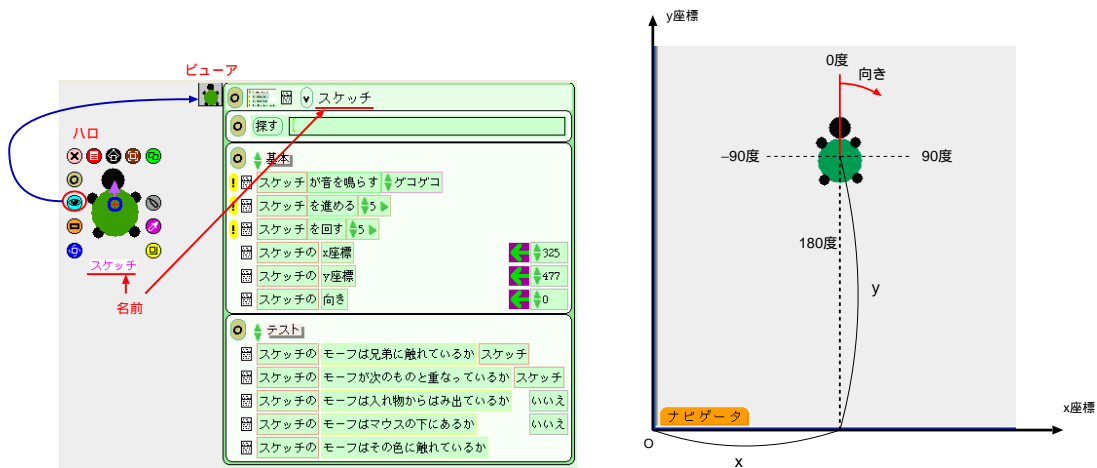 ビューア
ハロ
スケッチ
名前
スケッチ
探す
基本
! スケッチ が音を鳴らす ゲコゲコ
! スケッチ を進める 5
! スケッチ を回す 5
スケッチの x座標 325
スケッチの y座標 477
スケッチの 向き 0
テスト
スケッチの モーフは兄弟に触れているか スケッチ
スケッチの モーフが次のものと重なっているか スケッチ
スケッチの モーフは入れ物からはみ出ているか いいえ
スケッチの モーフはマウスの下にあるか いいえ
スケッチの モーフはその色に触れているか
y座標
0度
向き
−90度
90度
180度
y
ナビゲータ
x座標
O
x